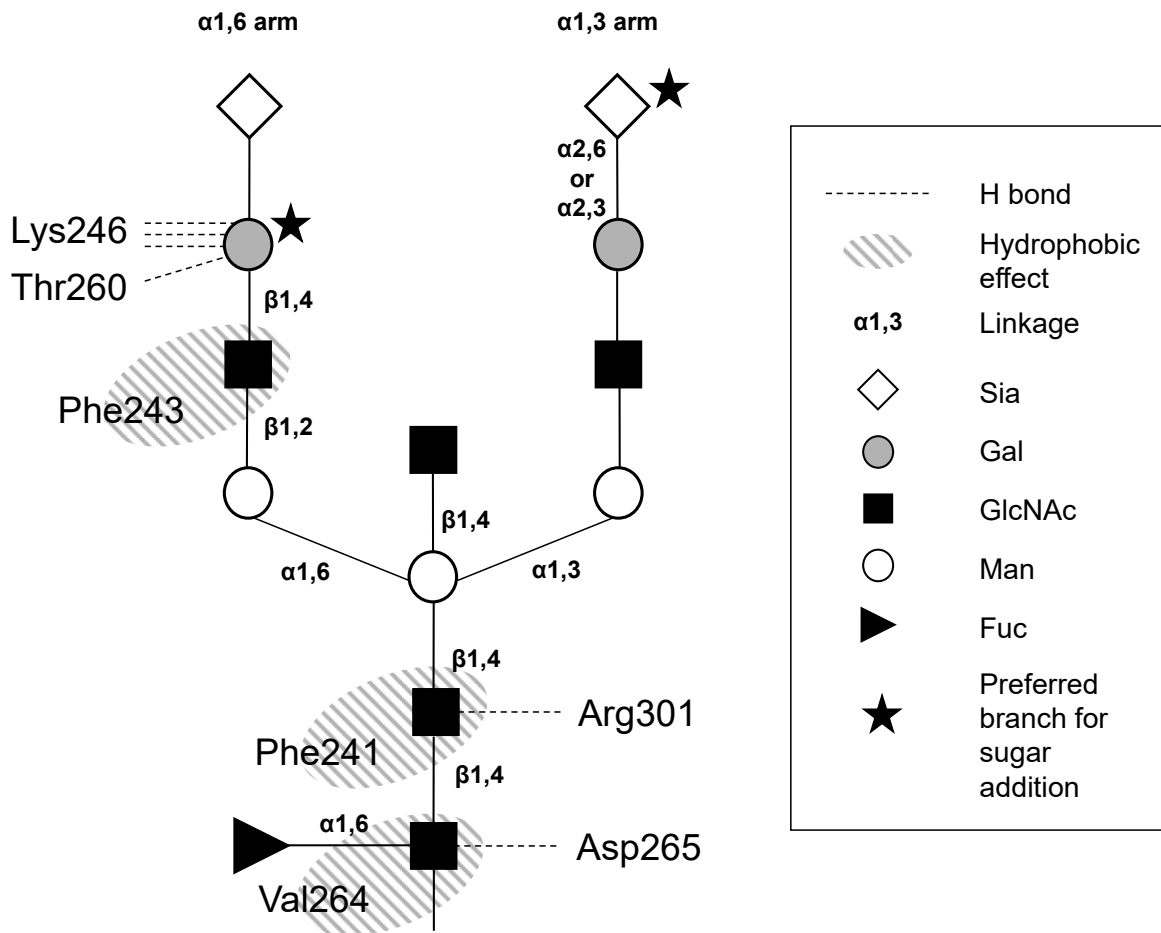 α1,6 arm
α1,3 arm
α2,6
or
α2,3
Lys246
Thr260
β1,4
Phe243
β1,2
β1,4
α1,6
α1,3
β1,4
Phe241
Arg301
β1,4
α1,6
Val264
Asp265
H bond
Hydrophobic
effect
α1,3
Linkage
Sia
Gal
GlcNAc
Man
Fuc
Preferred
branch for
sugar
addition